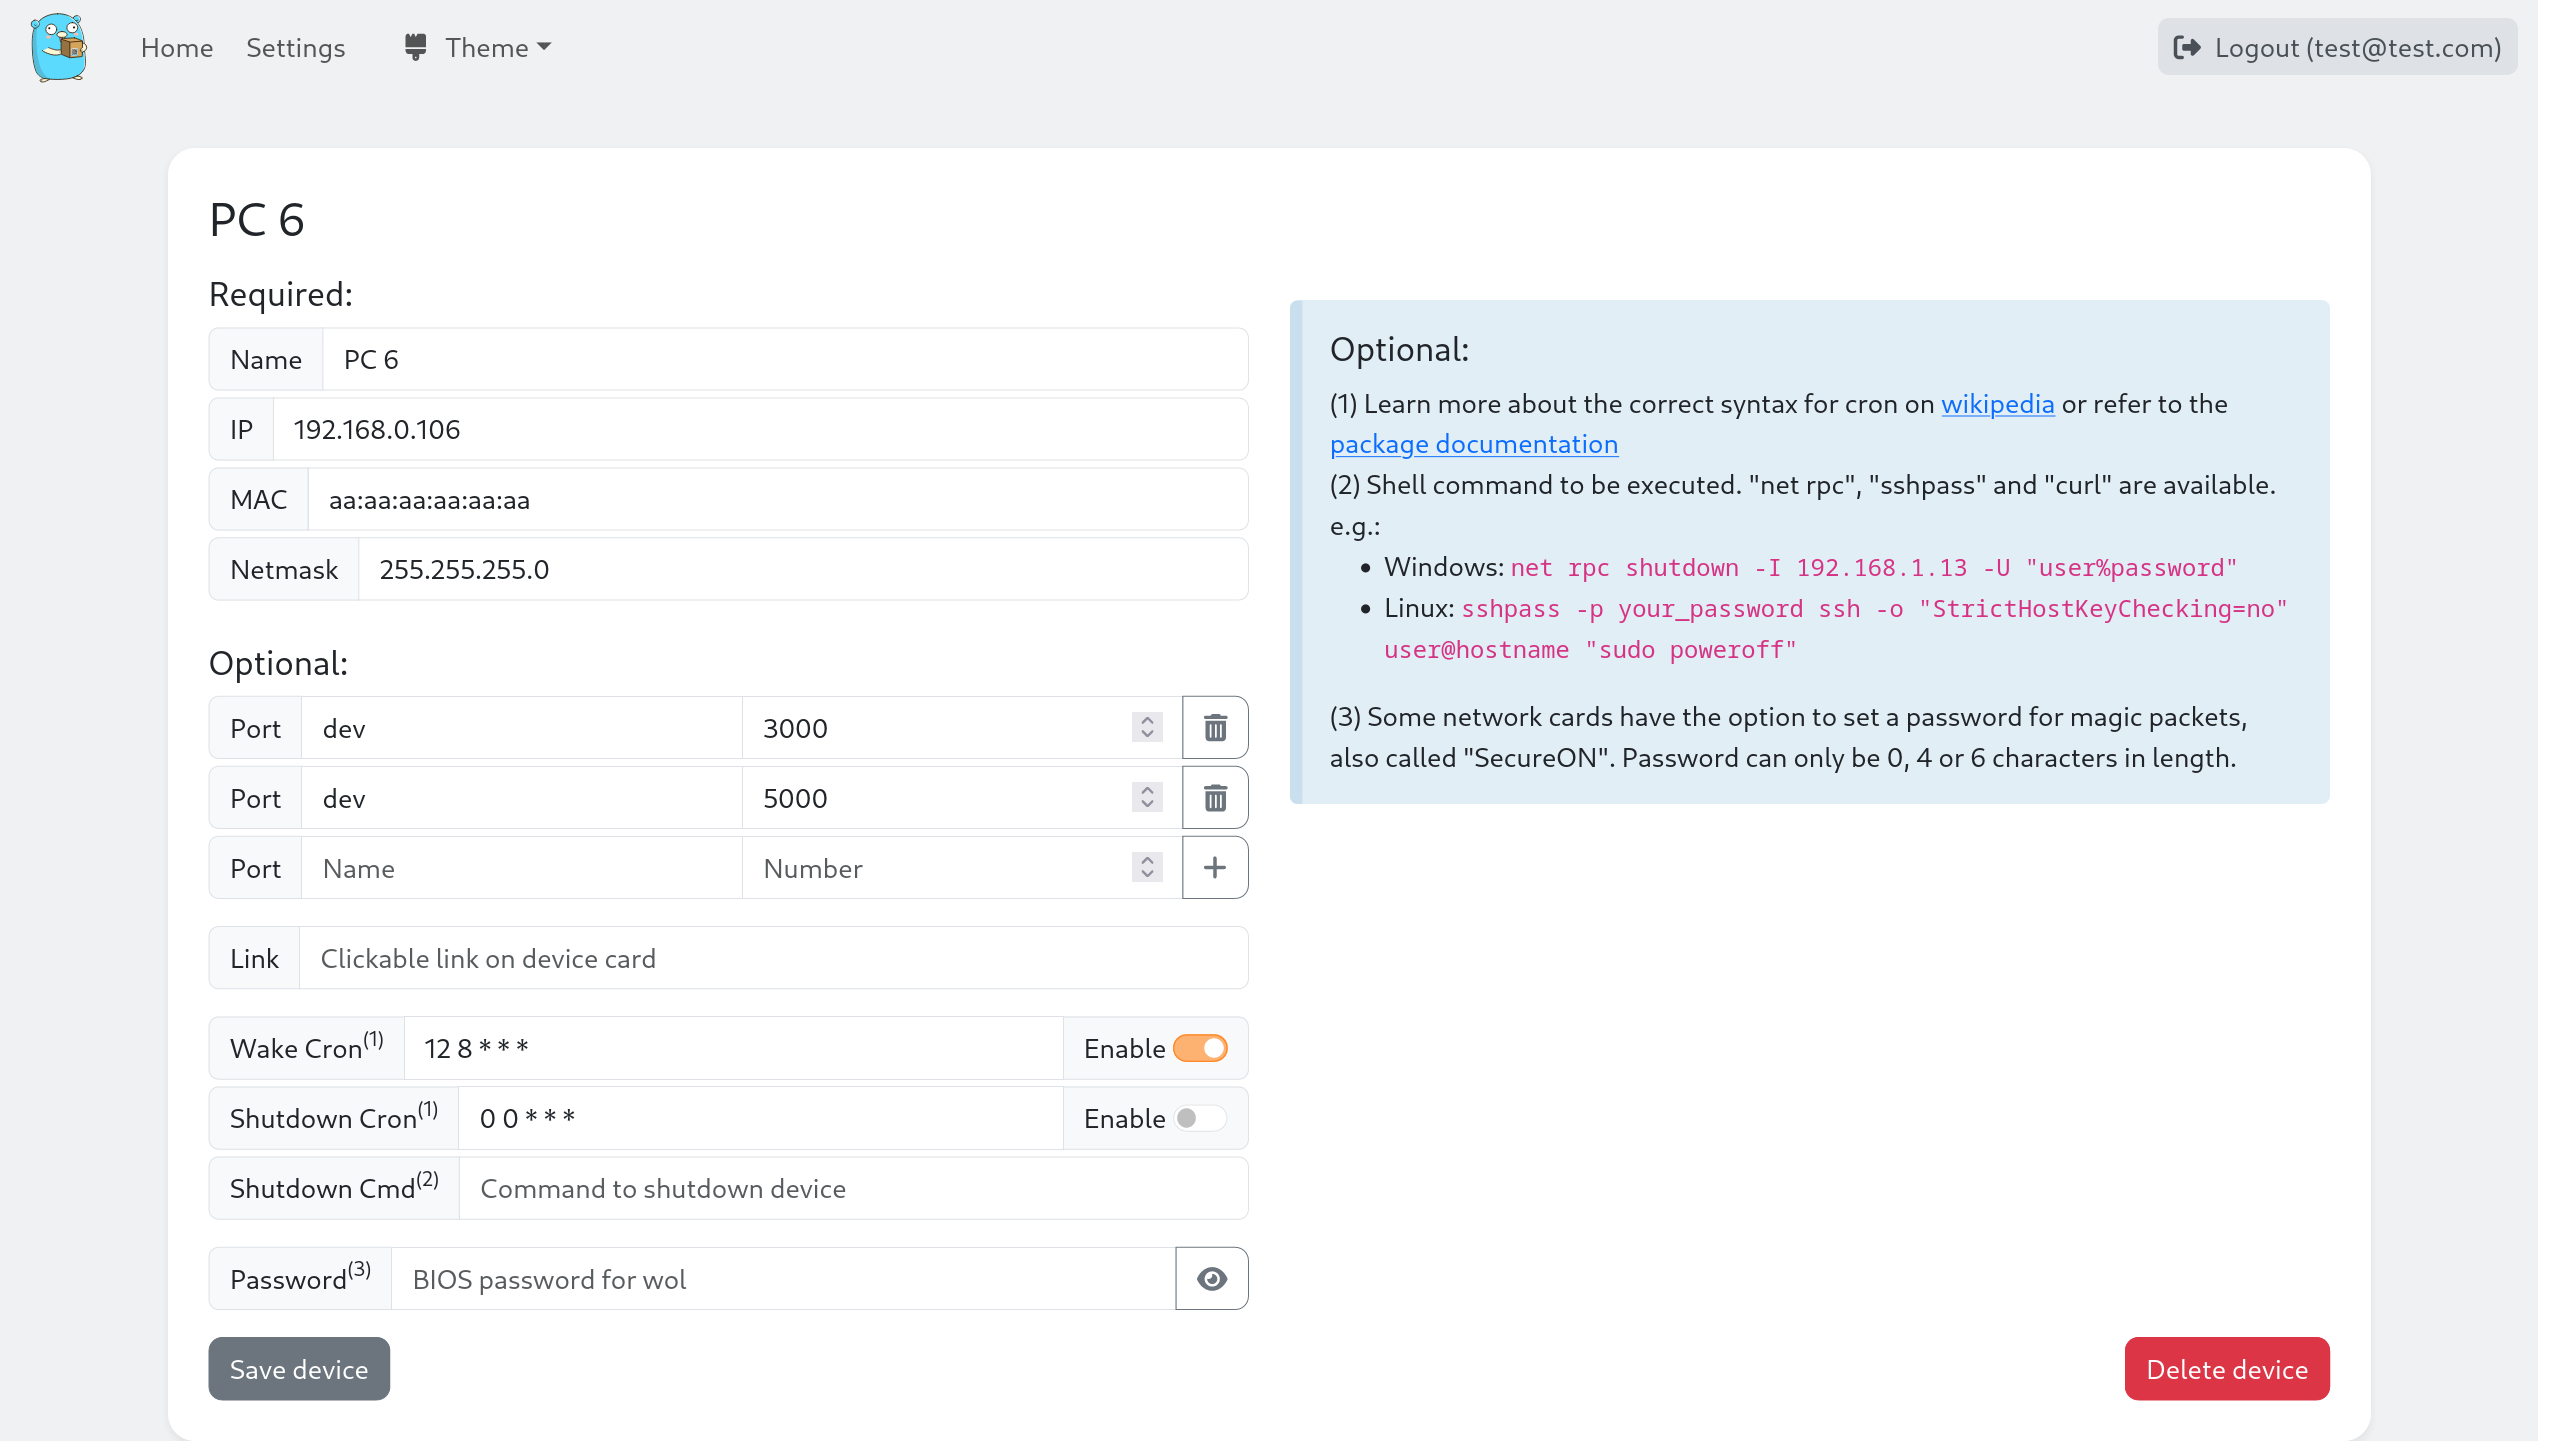 Home Settings Theme Logout (test@test.com)
PC 6
Required:
Name PC 6
IP 192.168.0.106
MAC aa:aa:aa:aa:aa:aa
Netmask 255.255.255.0
Optional:
Port dev 3000
Port dev 5000
Port Name Number
Link Clickable link on device card
Wake Cron(1) 12 8 * * * Enable
Shutdown Cron(1) 0 0 * * * Enable
Shutdown Cmd(2) Command to shutdown device
Password(3) BIOS password for wol
Save device
Optional:
(1) Learn more about the correct syntax for cron on wikipedia or refer to the
package documentation
(2) Shell command to be executed. "net rpc", "sshpass" and "curl" are available.
e.g.:
• Windows: net rpc shutdown -I 192.168.1.13 -U "user%password"
• Linux: sshpass -p your_password ssh -o "StrictHostKeyChecking=no"
user@hostname "sudo poweroff"
(3) Some network cards have the option to set a password for magic packets,
also called "SecureON". Password can only be 0, 4 or 6 characters in length.
Delete device